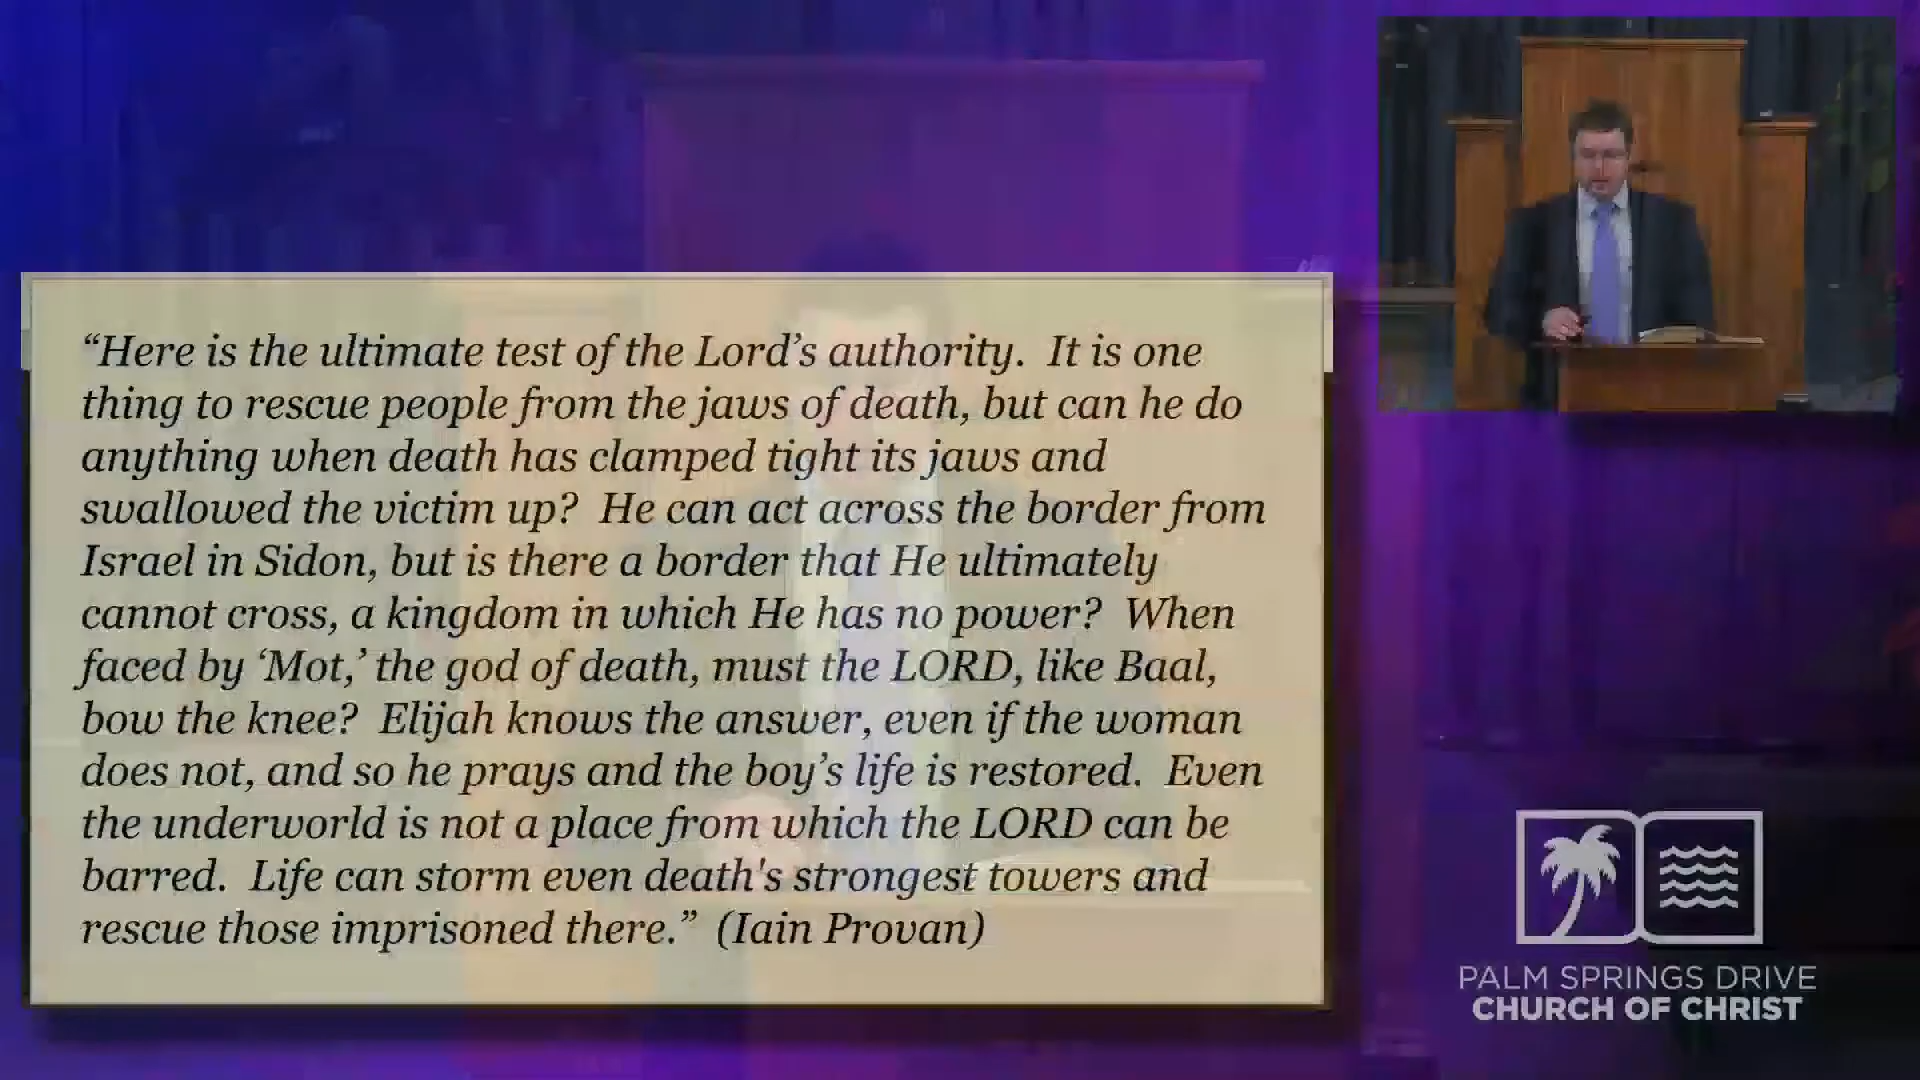 “Here is the ultimate test of the Lord’s authority.  It is one
thing to rescue people from the jaws of death, but can he do
anything when death has clamped tight its jaws and
swallowed the victim up?  He can act across the border from
Israel in Sidon, but is there a border that He ultimately
cannot cross, a kingdom in which He has no power?  When
faced by ‘Mot,’ the god of death, must the LORD, like Baal,
bow the knee?  Elijah knows the answer, even if the woman
does not, and so he prays and the boy’s life is restored.  Even
the underworld is not a place from which the LORD can be
barred.  Life can storm even death's strongest towers and
rescue those imprisoned there.”  (Iain Provan)
PALM SPRINGS DRIVE
CHURCH OF CHRIST